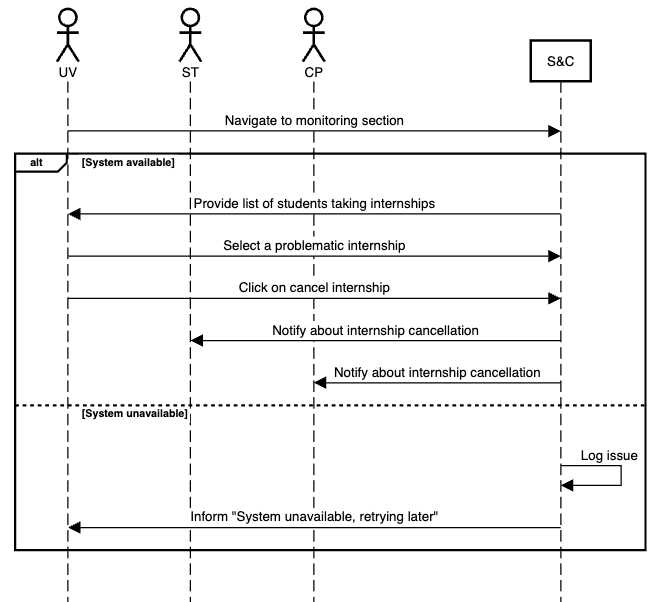 UV
ST
CP
S&C
Navigate to monitoring section
alt
[System available]
Provide list of students taking internships
Select a problematic internship
Click on cancel internship
Notify about internship cancellation
Notify about internship cancellation
[System unavailable]
Log issue
Inform "System unavailable, retrying later"